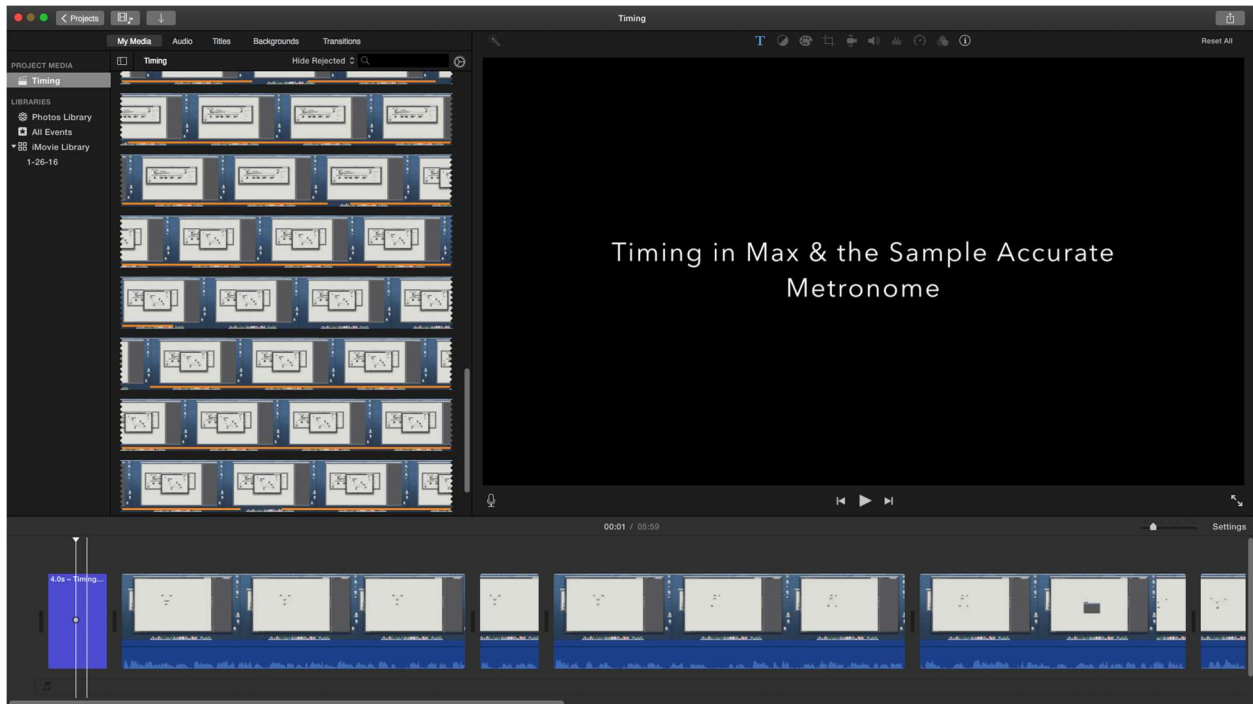 Projects
Timing
My Media Audio Titles Backgrounds Transitions
Reset All
PROJECT MEDIA
Timing
LIBRARIES
Photos Library
All Events
iMovie Library
1-26-16
Timing Hide Rejected
Timing in Max & the Sample Accurate
Metronome
00:01 / 05:59
Settings
4.0s – Timing...